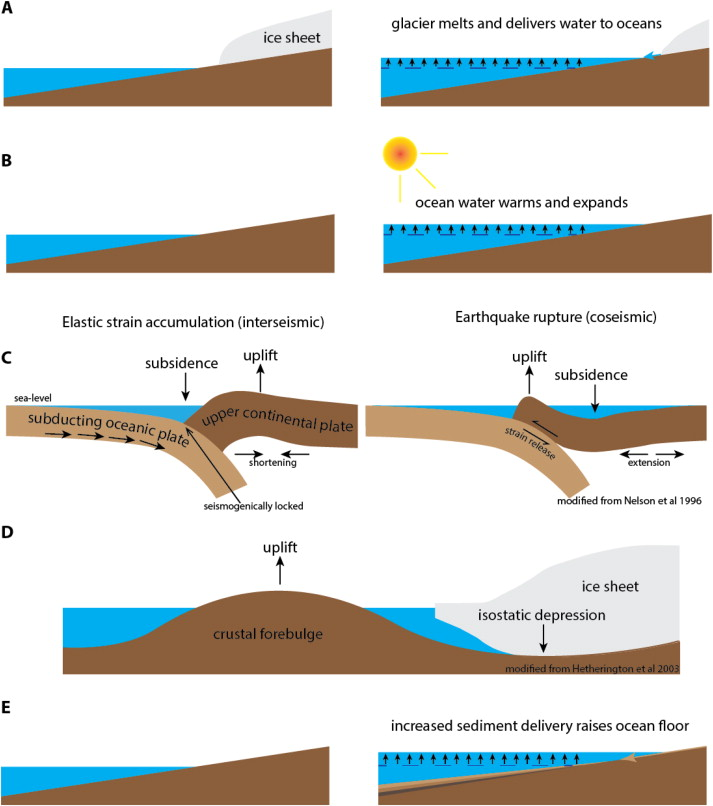 A
ice sheet
glacier melts and delivers water to oceans
B
ocean water warms and expands
Elastic strain accumulation (interseismic)
Earthquake rupture (coseismic)
C
subsidence
uplift
sea-level
subducting oceanic plate
upper continental plate
shortening
seismogenically locked
uplift
subsidence
strain release
extension
modified from Nelson et al 1996
D
uplift
crustal forebulge
ice sheet
isostatic depression
modified from Hetherington et al 2003
E
increased sediment delivery raises ocean floor